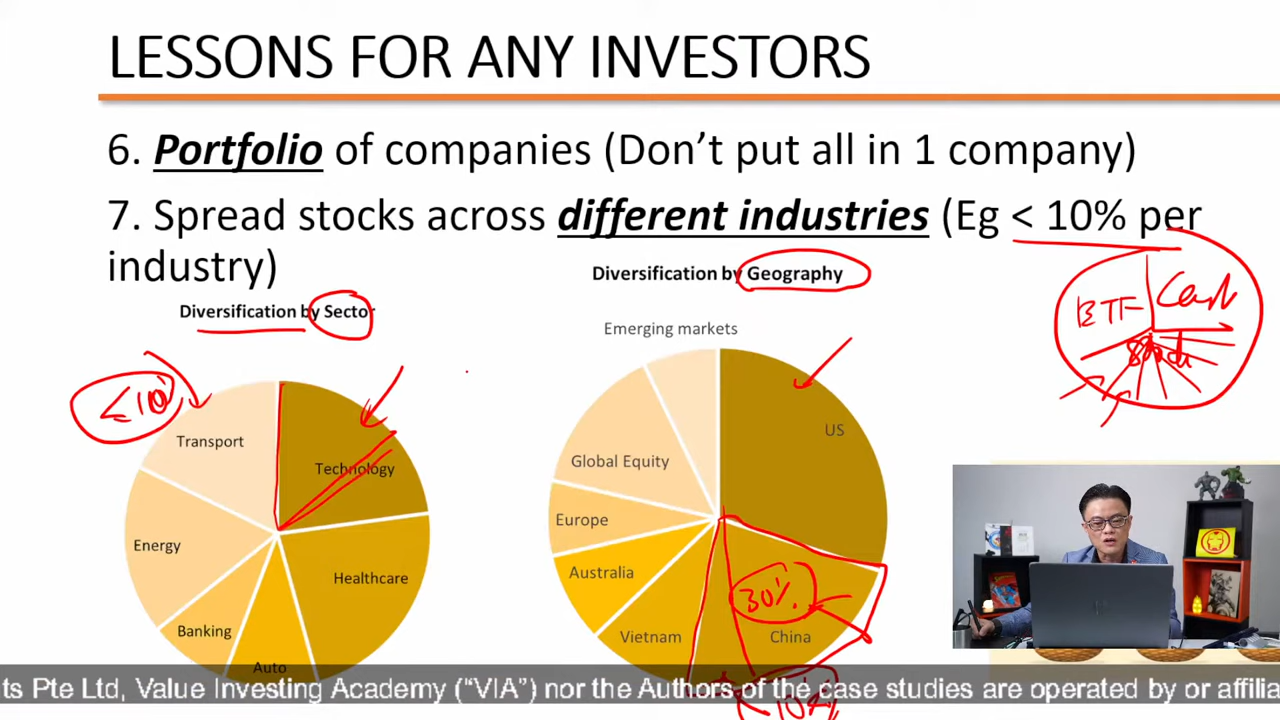 LESSONS FOR ANY INVESTORS
6. Portfolio of companies (Don't put all in 1 company)
7. Spread stocks across different industries (Eg < 10% per
industry)
Diversification by Geography
Diversification by Sector
Emerging markets
ETF Cash
Stock
<10%
Transport
Technology
US
Global Equity
Europe
Energy
Australia
Healthcare
30%
Banking
Vietnam
China
Auto
ts Pte Ltd, Value Investing Academy ("VIA") nor the Authors of the case studies are operated by or affilia
<10%